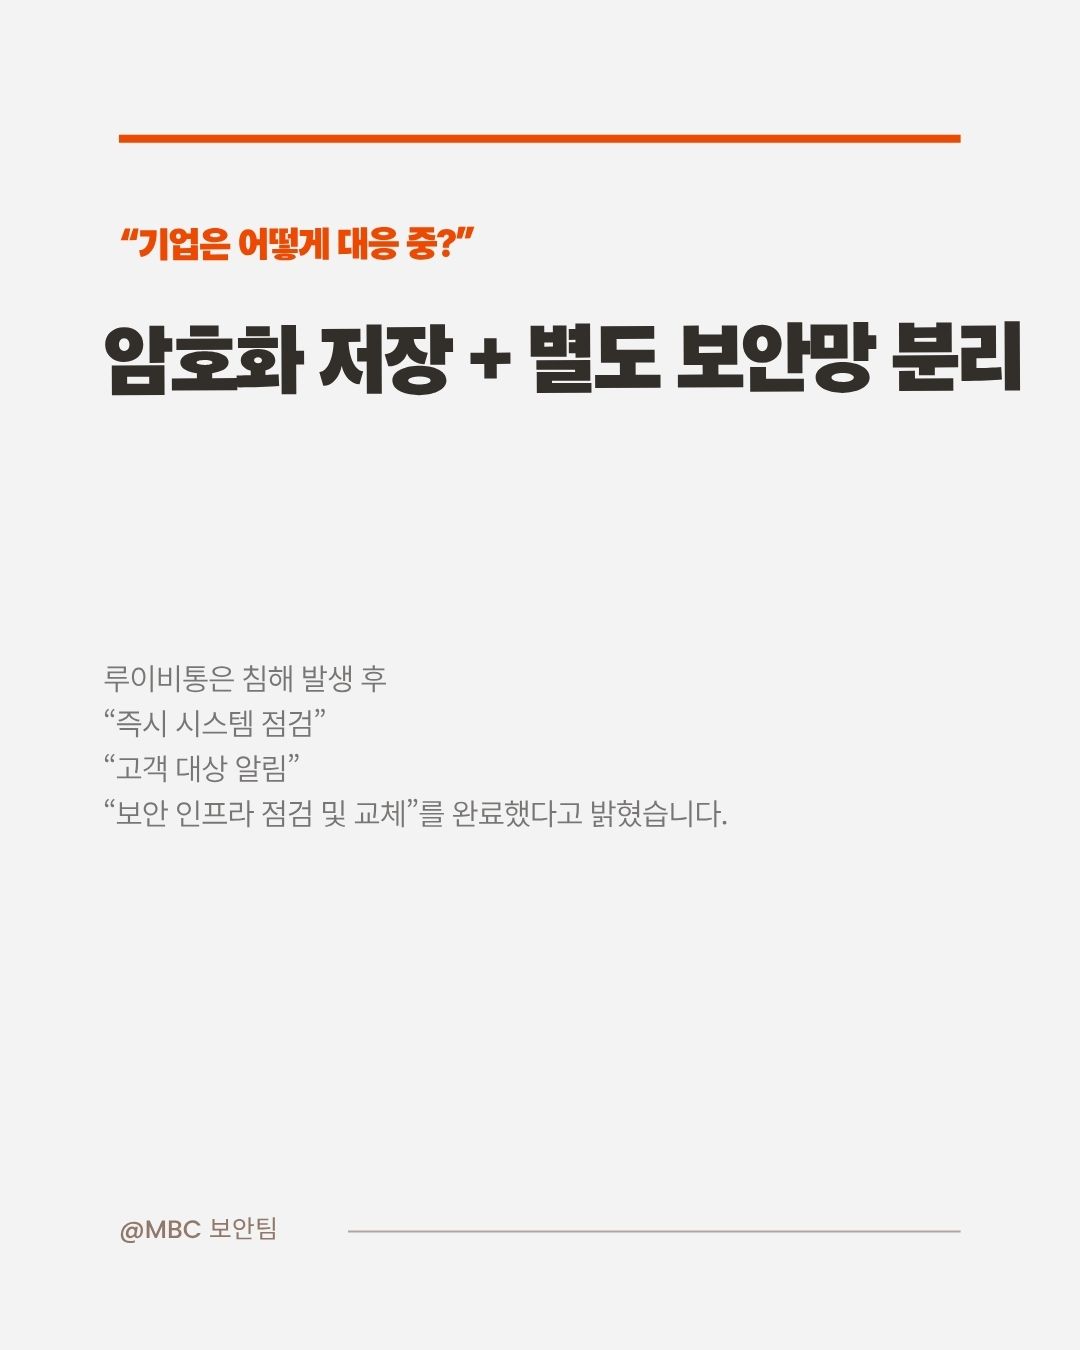 “기업은 어떻게 대응 중?”
암호화 저장 + 별도 보안망 분리
루이비통은 침해 발생 후
“즉시 시스템 점검”
“고객 대상 알림”
“보안 인프라 점검 및 교체”를 완료했다고 밝혔습니다.
@MBC 보안팀